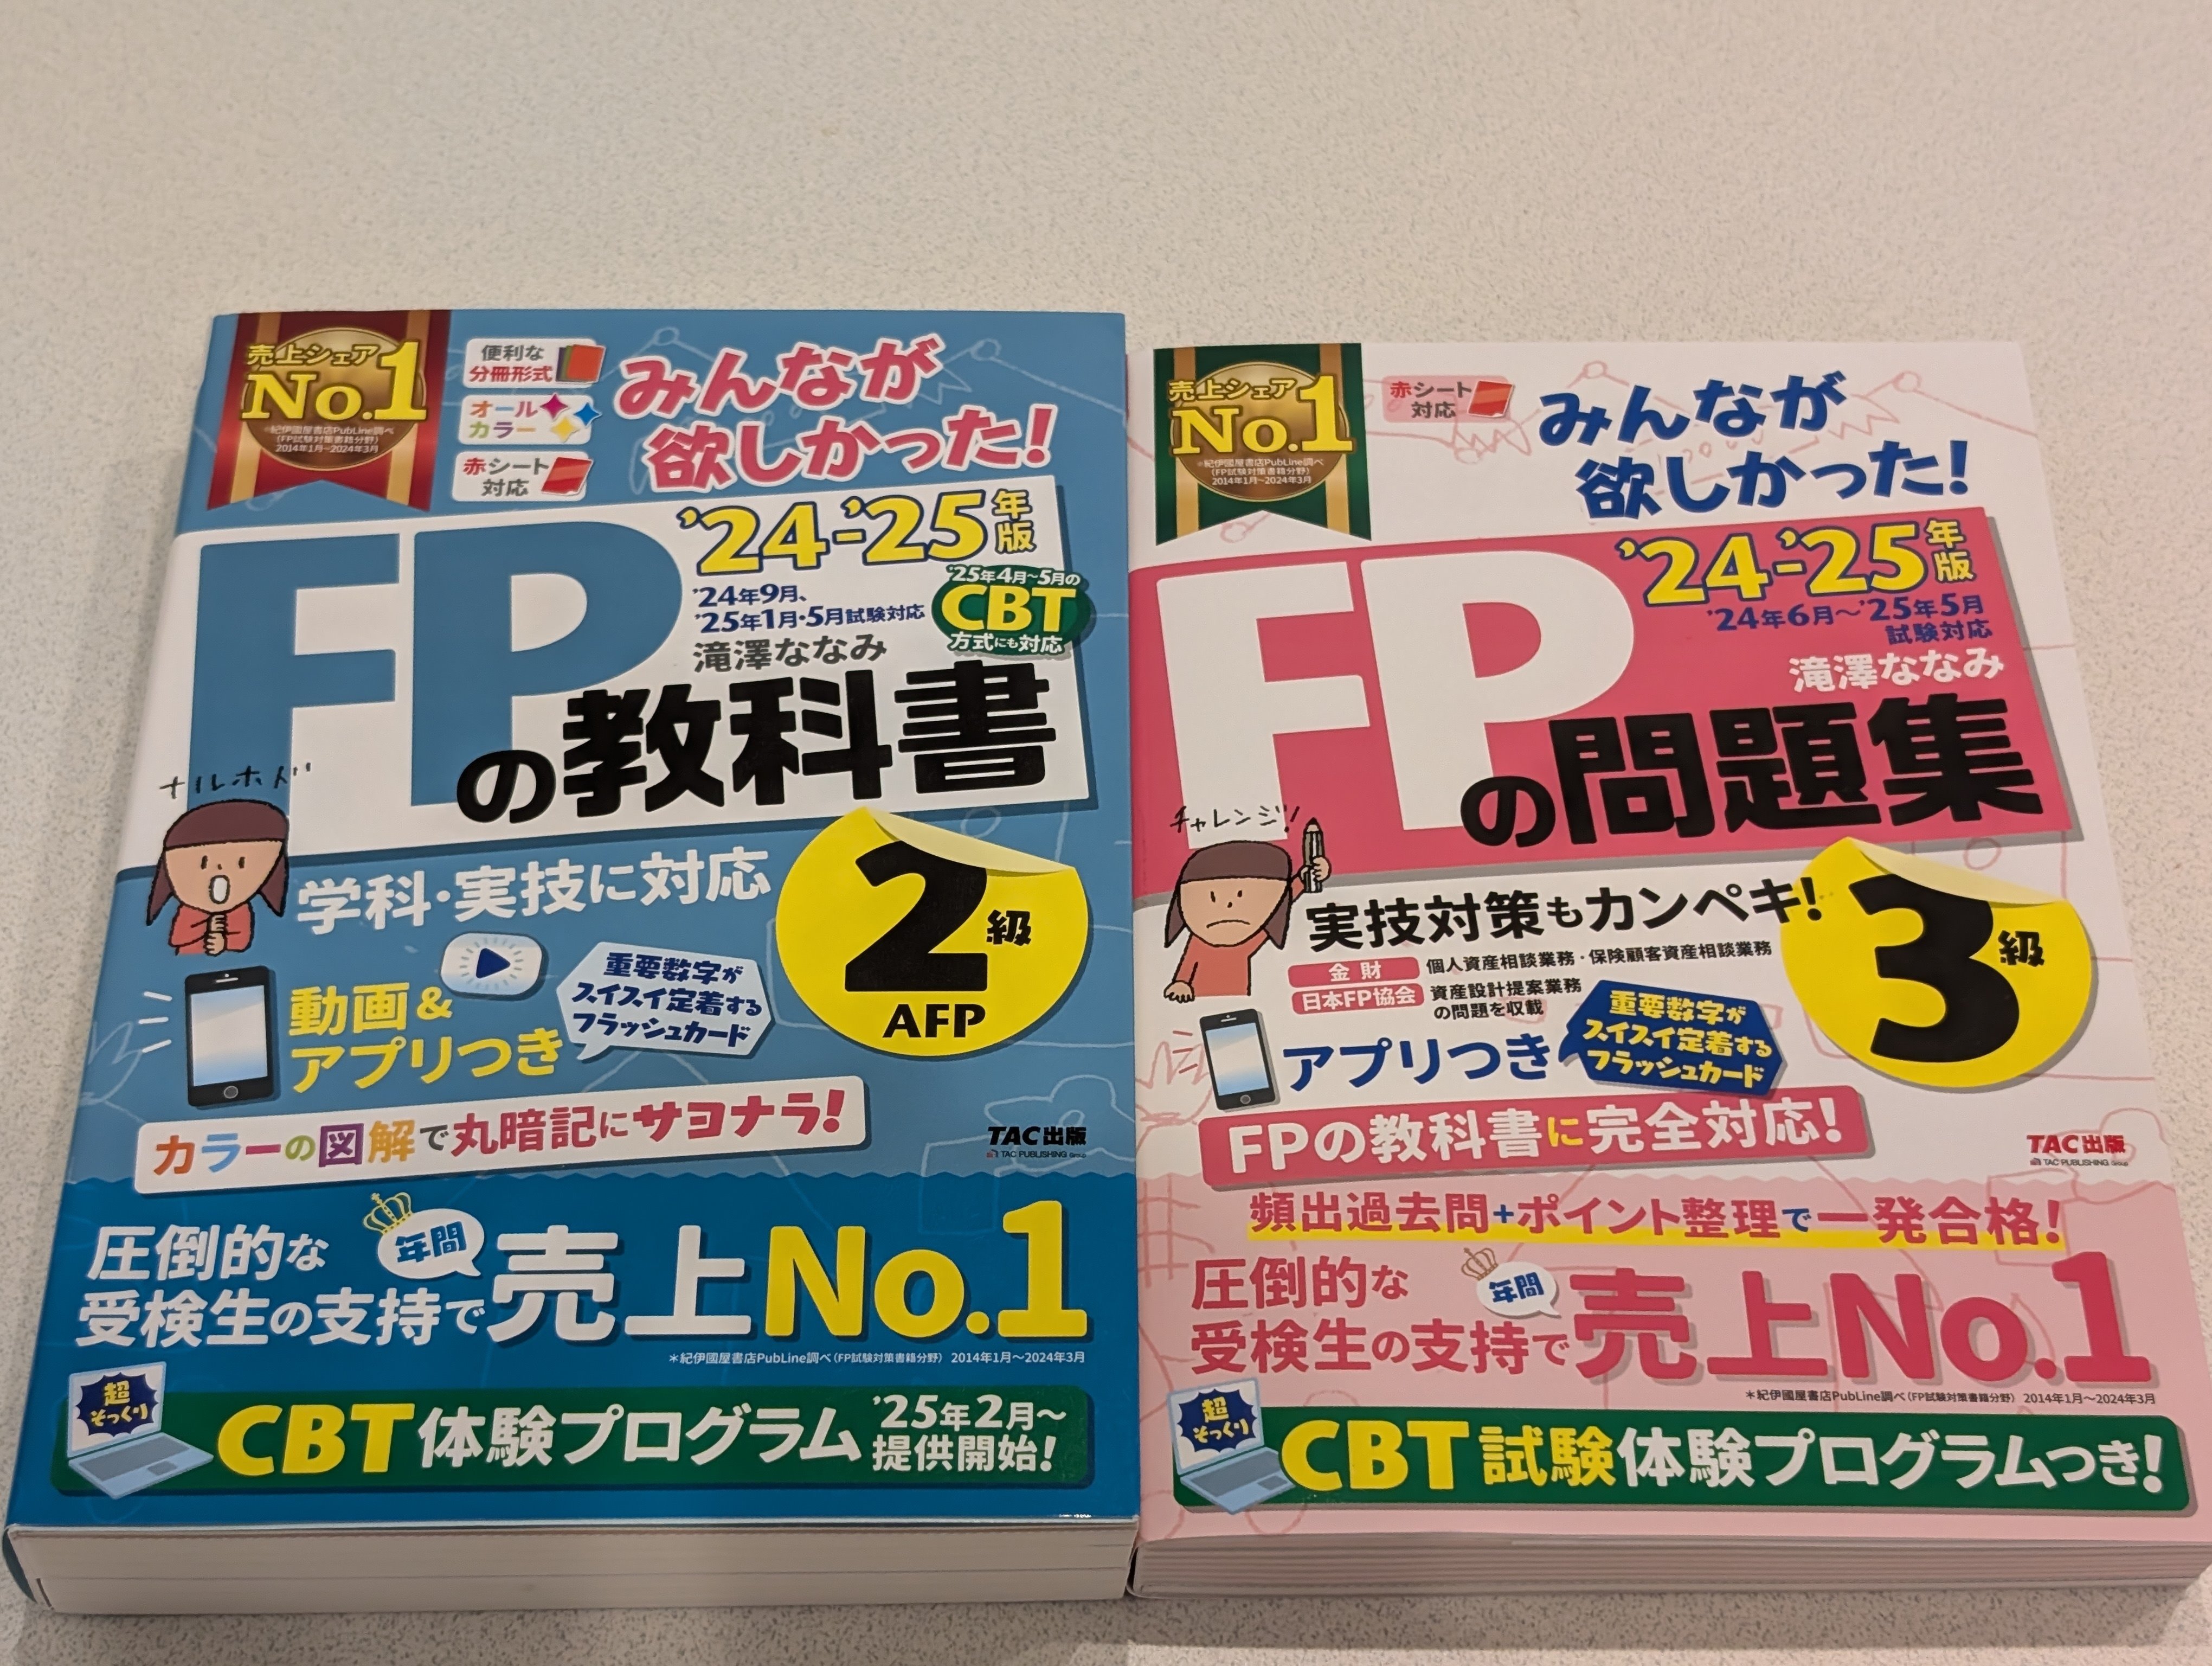 売上シェア
No.1
※紀伊國屋書店PubLine調べ
(FP試験対策書籍分野)
2014年1月～2024年3月
便利な
分冊形式
オール
カラー
赤シート
対応
みんなが
欲しかった!
'24-'25年版
'24年9月、
'25年1月・5月試験対応
'25年4月～5月の
CBT
方式にも対応
滝澤ななみ
FPの教科書
ナルホド
学科・実技に対応
2級
AFP
動画&
アプリつき
重要数字が
スイスイ定着する
フラッシュカード
カラーの図解で丸暗記にサヨナラ!
TAC出版
TAC PUBLISHING Group
圧倒的な
受検生の支持で
年間
売上No.1
＊紀伊國屋書店PubLine調べ(FP試験対策書籍分野) 2014年1月～2024年3月
超
そっくり
CBT体験プログラム
'25年2月～
提供開始!
売上シェア
No.1
※紀伊國屋書店PubLine調べ
(FP試験対策書籍分野)
2014年1月～2024年3月
赤シート
対応
みんなが
欲しかった!
'24-'25年版
'24年6月～'25年5月
試験対応
滝澤ななみ
FPの問題集
チャレンジ!!
実技対策もカンペキ!
金財
個人資産相談業務・保険顧客資産相談業務
日本FP協会
資産設計提案業務
の問題を収載
3級
アプリつき
重要数字が
スイスイ定着する
フラッシュカード
FPの教科書に完全対応!
TAC出版
TAC PUBLISHING Group
頻出過去問+ポイント整理で一発合格!
圧倒的な
受検生の支持で
年間
売上No.1
＊紀伊國屋書店PubLine調べ(FP試験対策書籍分野) 2014年1月～2024年3月
超
そっくり
CBT試験体験プログラムつき!